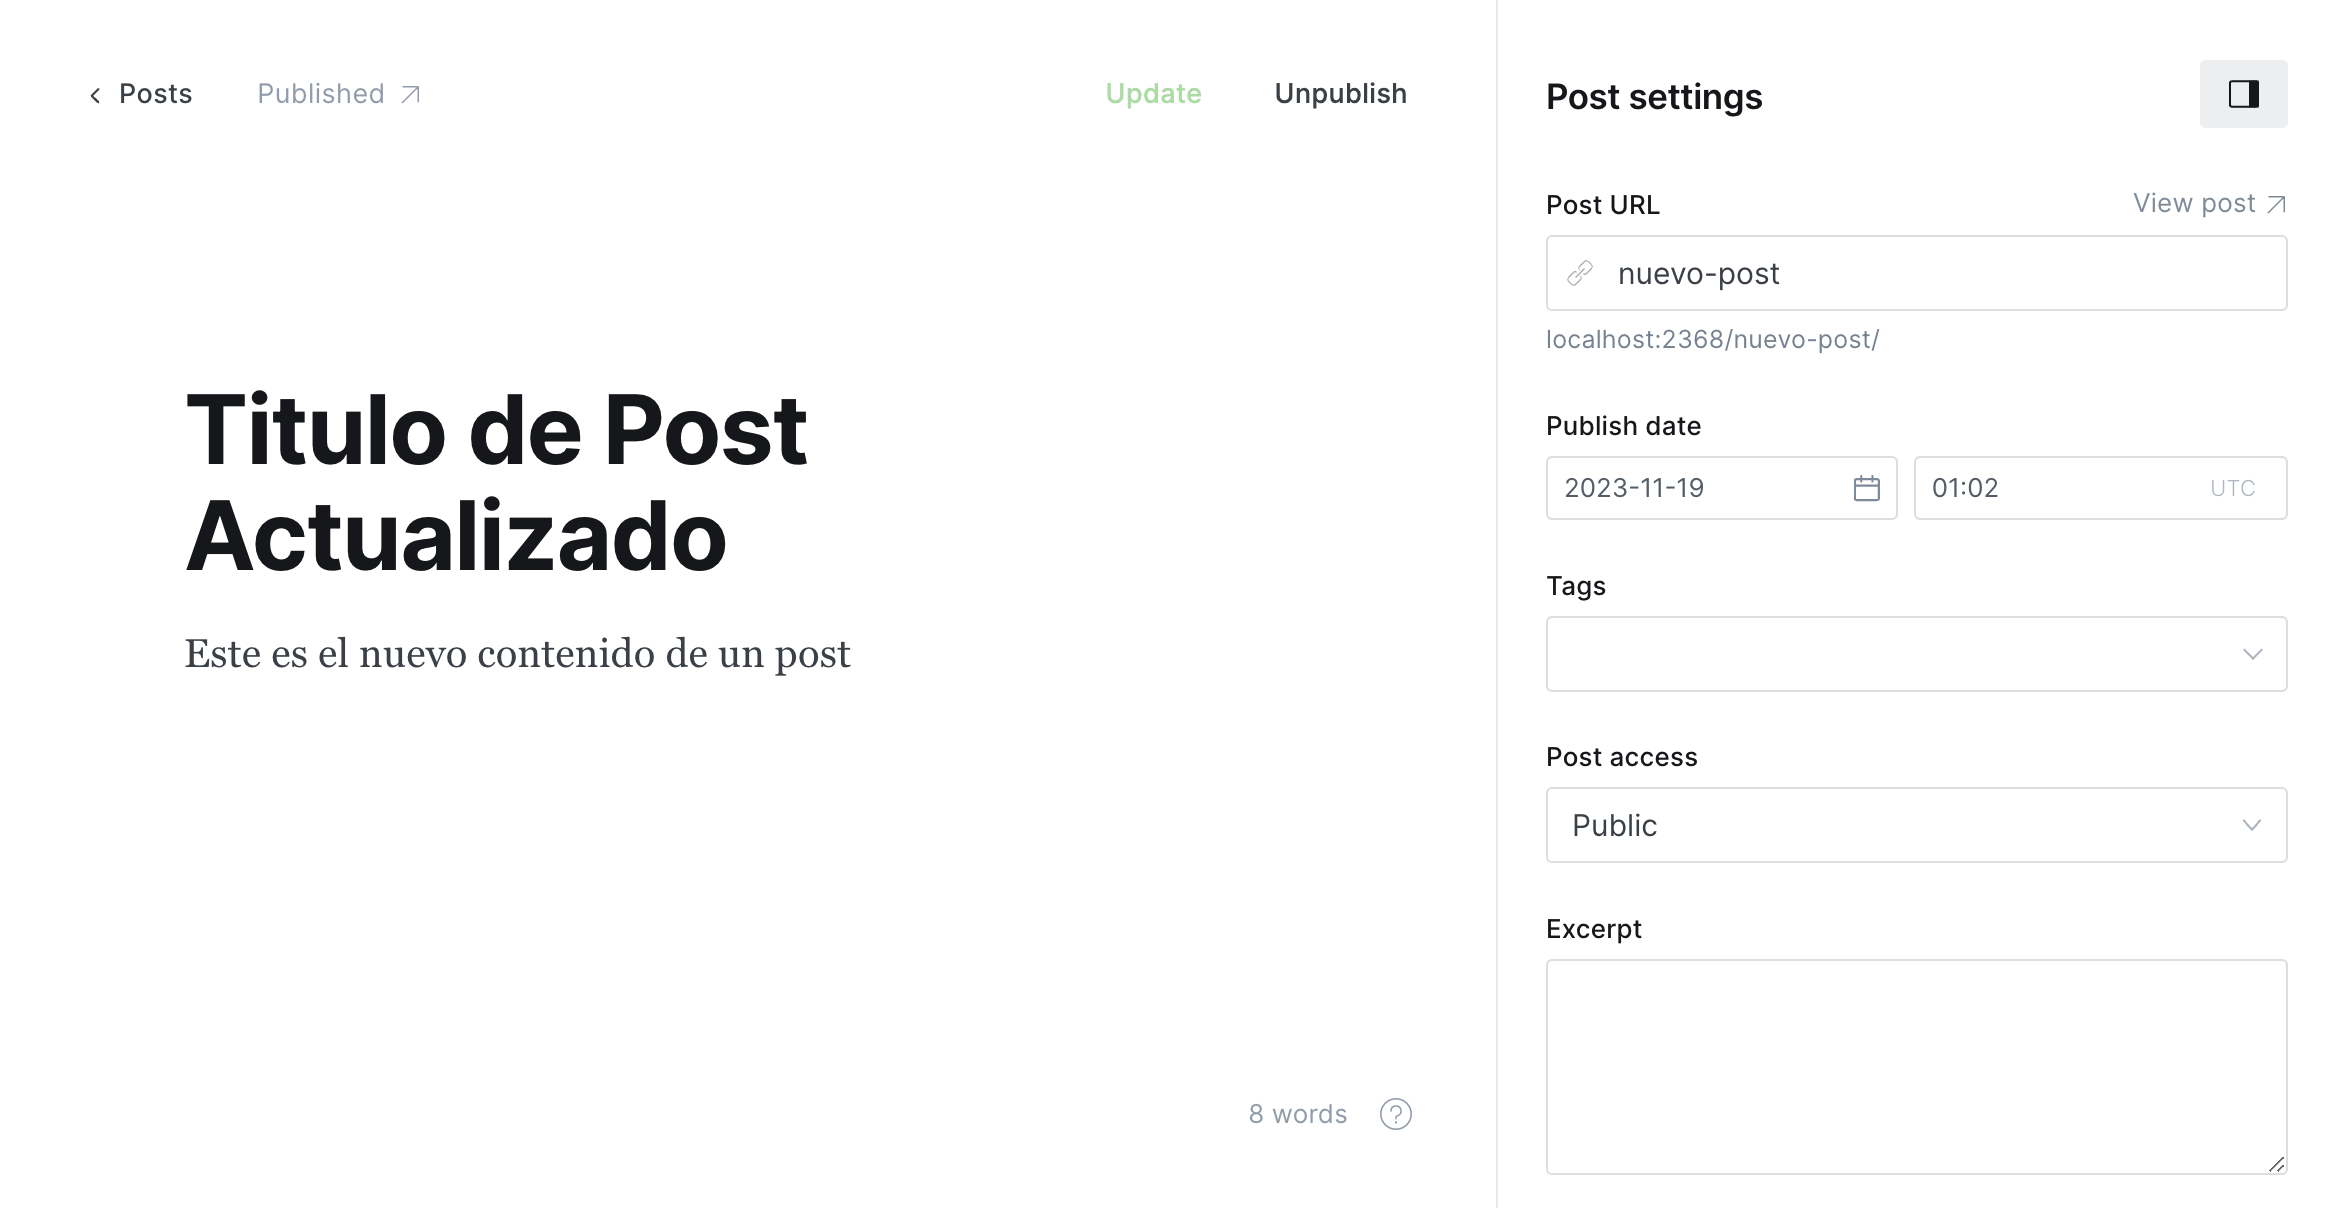 Posts
Published
Update
Unpublish
Titulo de Post
Actualizado
Este es el nuevo contenido de un post
8 words
?
Post settings
Post URL
View post
nuevo-post
localhost:2368/nuevo-post/
Publish date
2023-11-19
01:02
UTC
Tags
Post access
Public
Excerpt